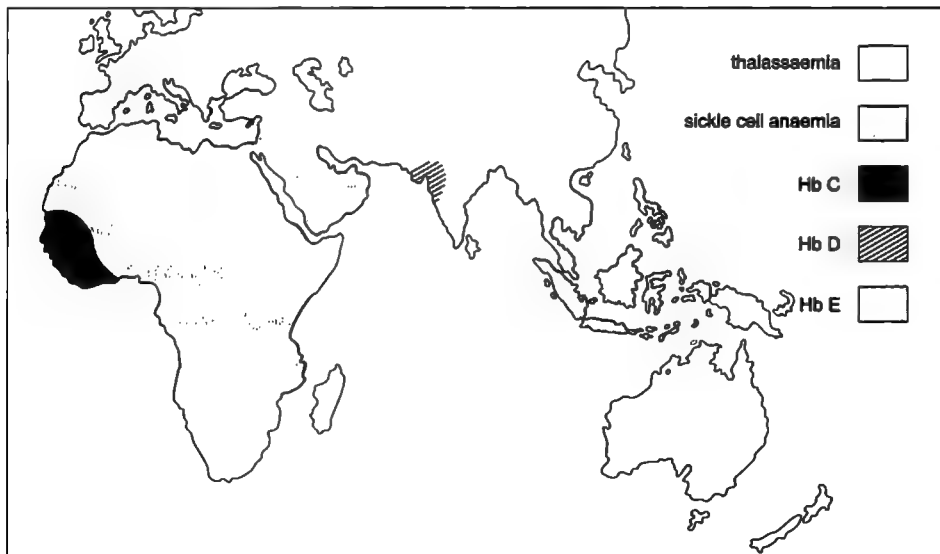 thalassaemia
sickle cell anaemia
Hb C
Hb D
Hb E